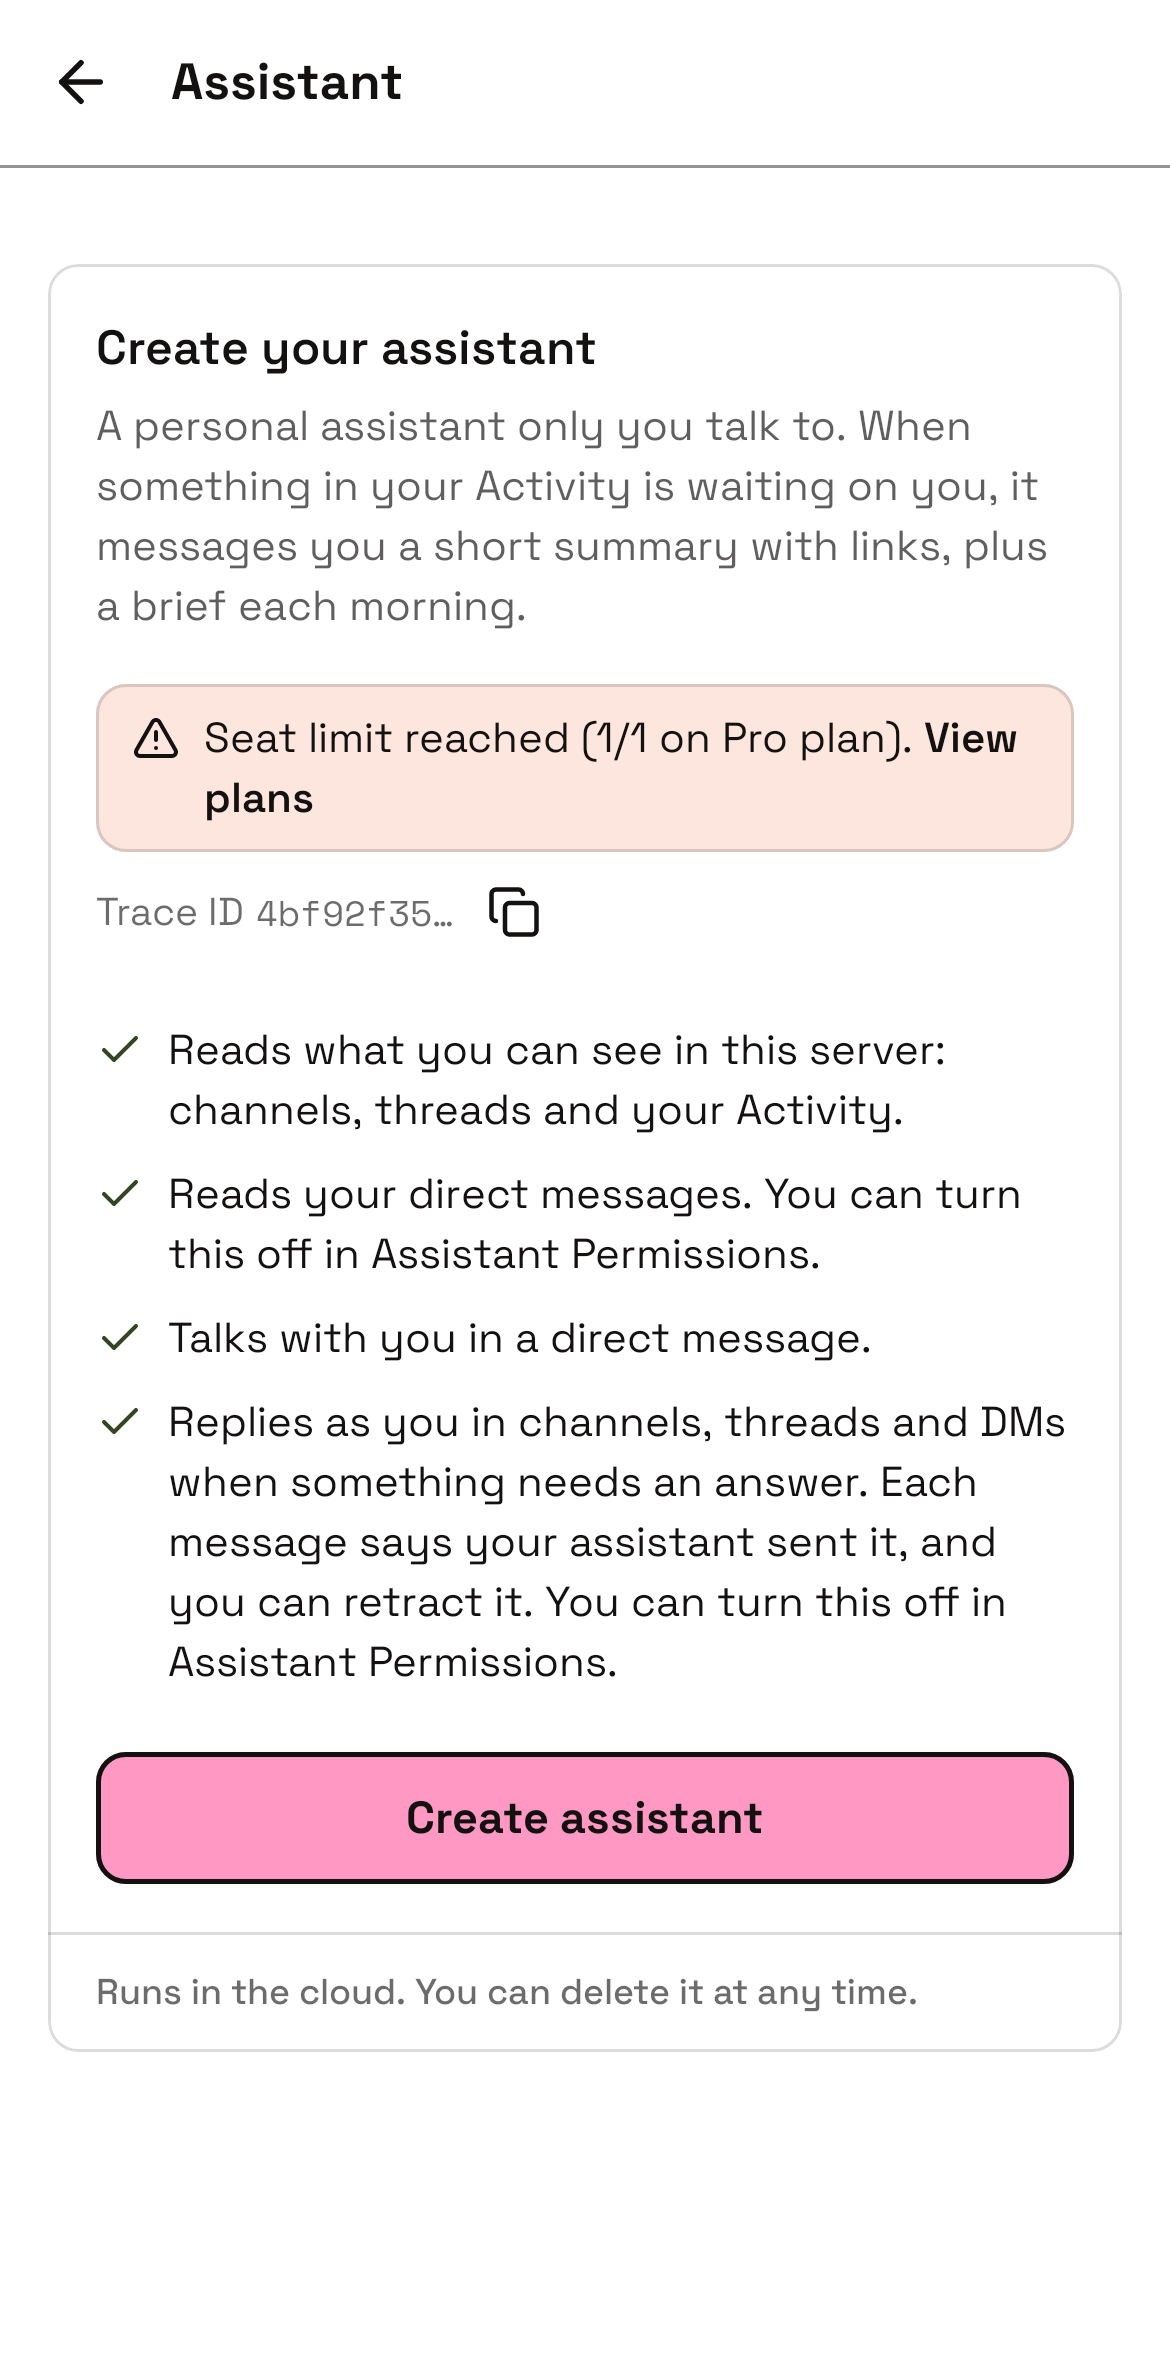 Assistant
Create your assistant
A personal assistant only you talk to. When
something in your Activity is waiting on you, it
messages you a short summary with links, plus
a brief each morning.
Seat limit reached (1/1 on Pro plan). View
plans
Trace ID 4bf92f35…
Reads what you can see in this server:
channels, threads and your Activity.
Reads your direct messages. You can turn
this off in Assistant Permissions.
Talks with you in a direct message.
Replies as you in channels, threads and DMs
when something needs an answer. Each
message says your assistant sent it, and
you can retract it. You can turn this off in
Assistant Permissions.
Create assistant
Runs in the cloud. You can delete it at any time.